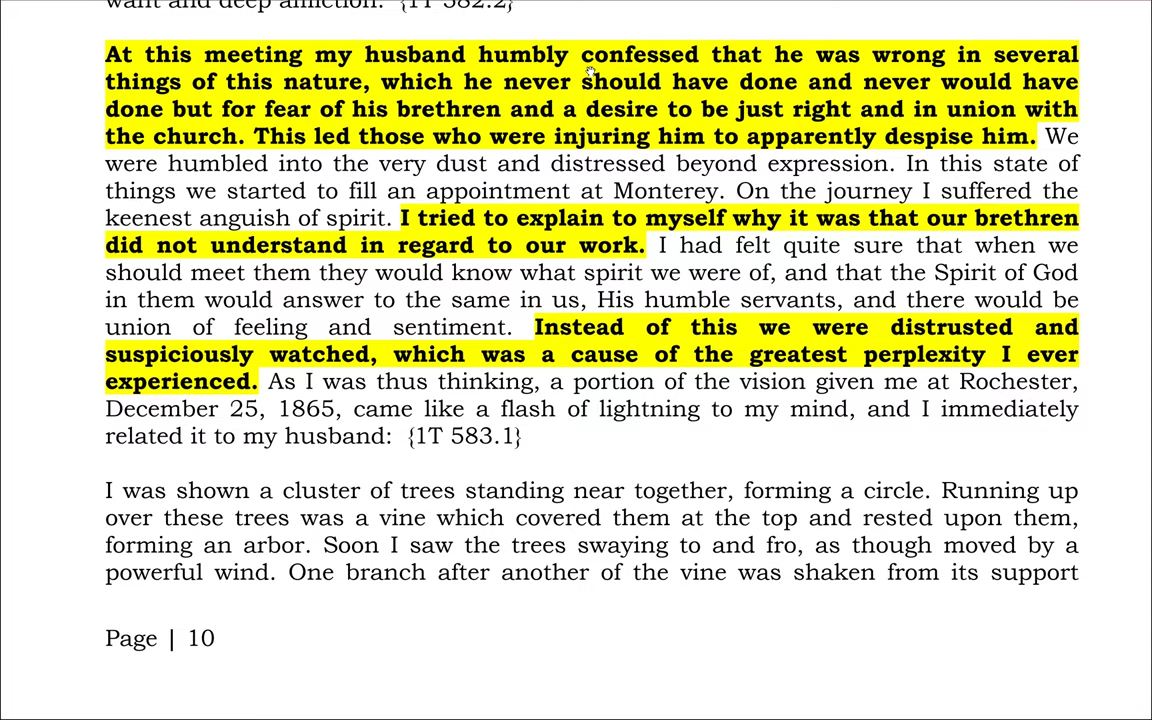 want and deep affliction. {1T 582.2}
At this meeting my husband humbly confessed that he was wrong in several
things of this nature, which he never should have done and never would have
done but for fear of his brethren and a desire to be just right and in union with
the church. This led those who were injuring him to apparently despise him. We
were humbled into the very dust and distressed beyond expression. In this state of
things we started to fill an appointment at Monterey. On the journey I suffered the
keenest anguish of spirit. I tried to explain to myself why it was that our brethren
did not understand in regard to our work. I had felt quite sure that when we
should meet them they would know what spirit we were of, and that the Spirit of God
in them would answer to the same in us, His humble servants, and there would be
union of feeling and sentiment. Instead of this we were distrusted and
suspiciously watched, which was a cause of the greatest perplexity I ever
experienced. As I was thus thinking, a portion of the vision given me at Rochester,
December 25, 1865, came like a flash of lightning to my mind, and I immediately
related it to my husband: {1T 583.1}
I was shown a cluster of trees standing near together, forming a circle. Running up
over these trees was a vine which covered them at the top and rested upon them,
forming an arbor. Soon I saw the trees swaying to and fro, as though moved by a
powerful wind. One branch after another of the vine was shaken from its support
Page | 10